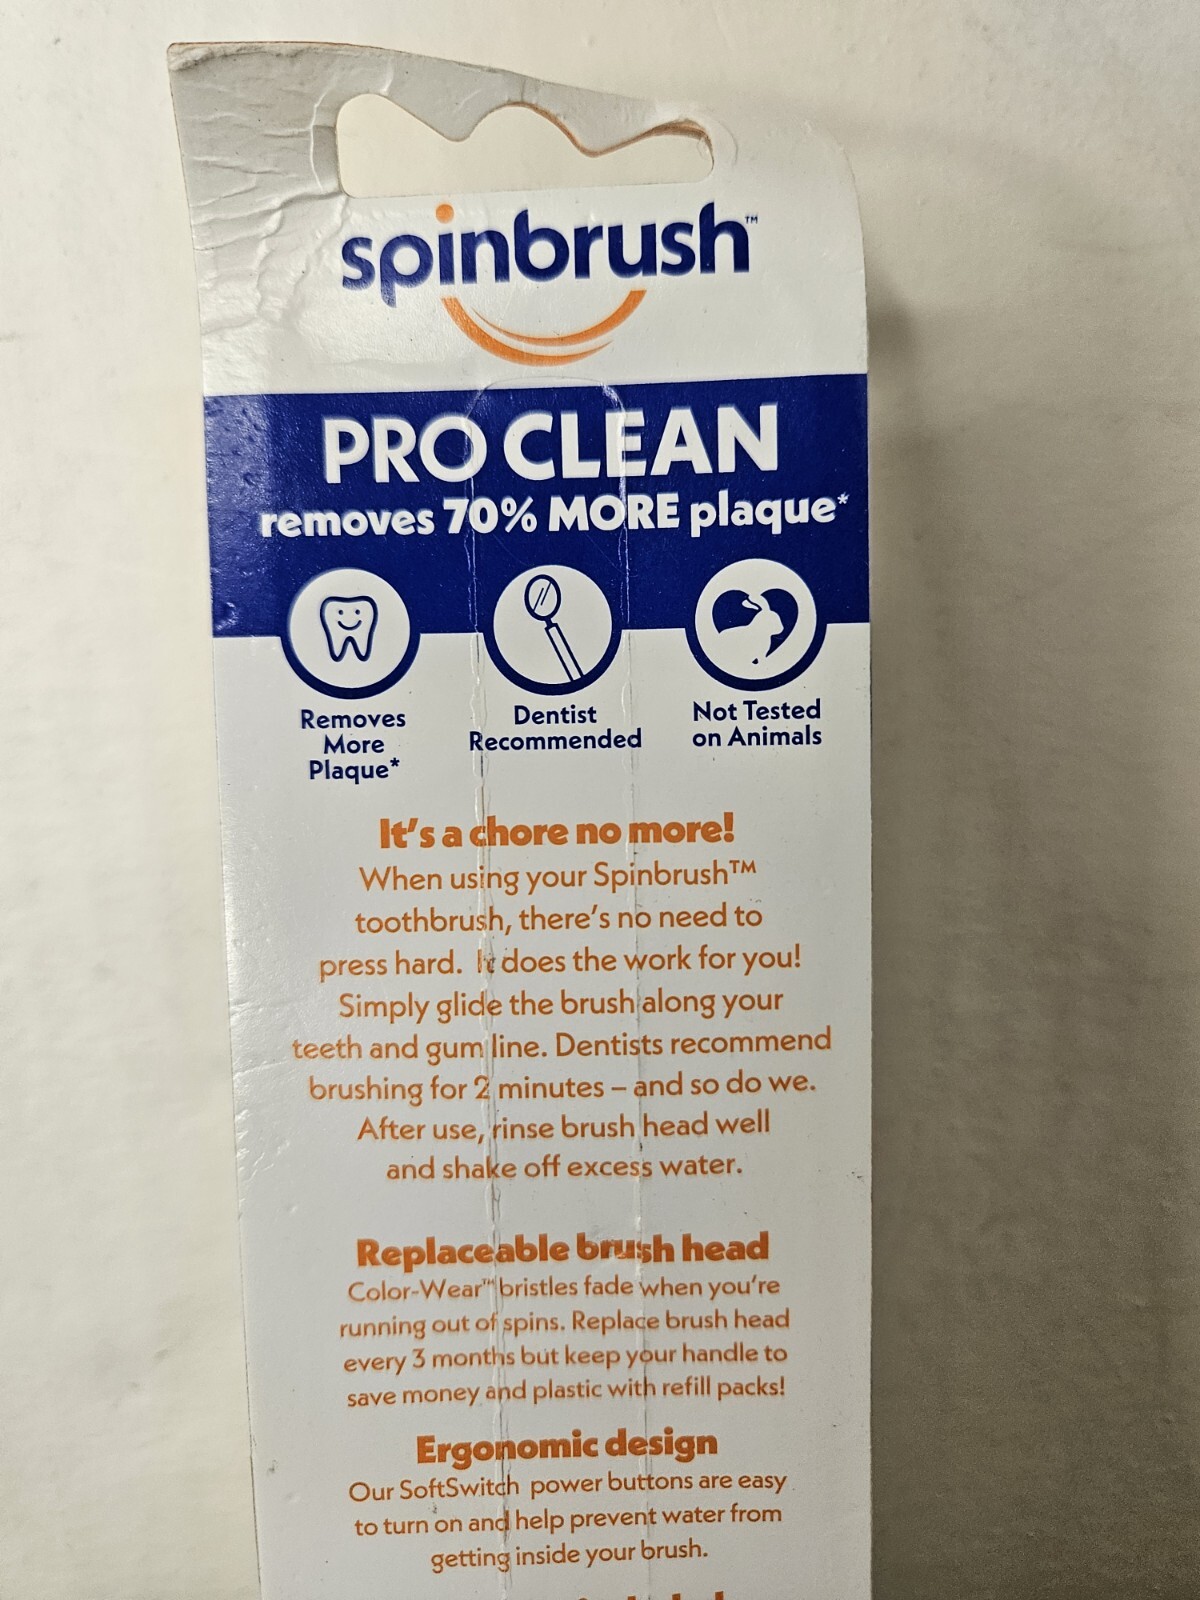 spinbrush™
PRO CLEAN
removes 70% MORE plaque*
Removes
More
Plaque*
Dentist
Recommended
Not Tested
on Animals
It's a chore no more!
When using your Spinbrush™
toothbrush, there's no need to
press hard. It does the work for you!
Simply glide the brush along your
teeth and gum line. Dentists recommend
brushing for 2 minutes – and so do we.
After use, rinse brush head well
and shake off excess water.
Replaceable brush head
Color-Wear™ bristles fade when you're
running out of spins. Replace brush head
every 3 months but keep your handle to
save money and plastic with refill packs!
Ergonomic design
Our SoftSwitch power buttons are easy
to turn on and help prevent water from
getting inside your brush.